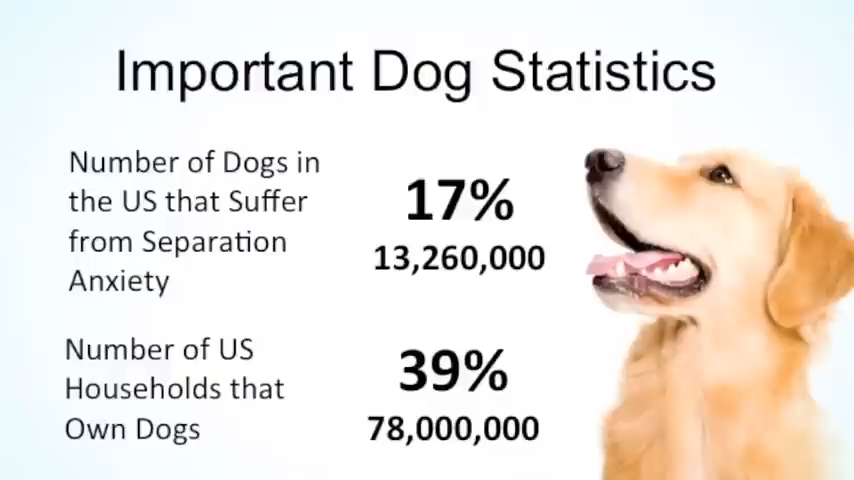 Important Dog Statistics
Number of Dogs in
the US that Suffer
from Separation
Anxiety
17%
13,260,000
Number of US
Households that
Own Dogs
39%
78,000,000